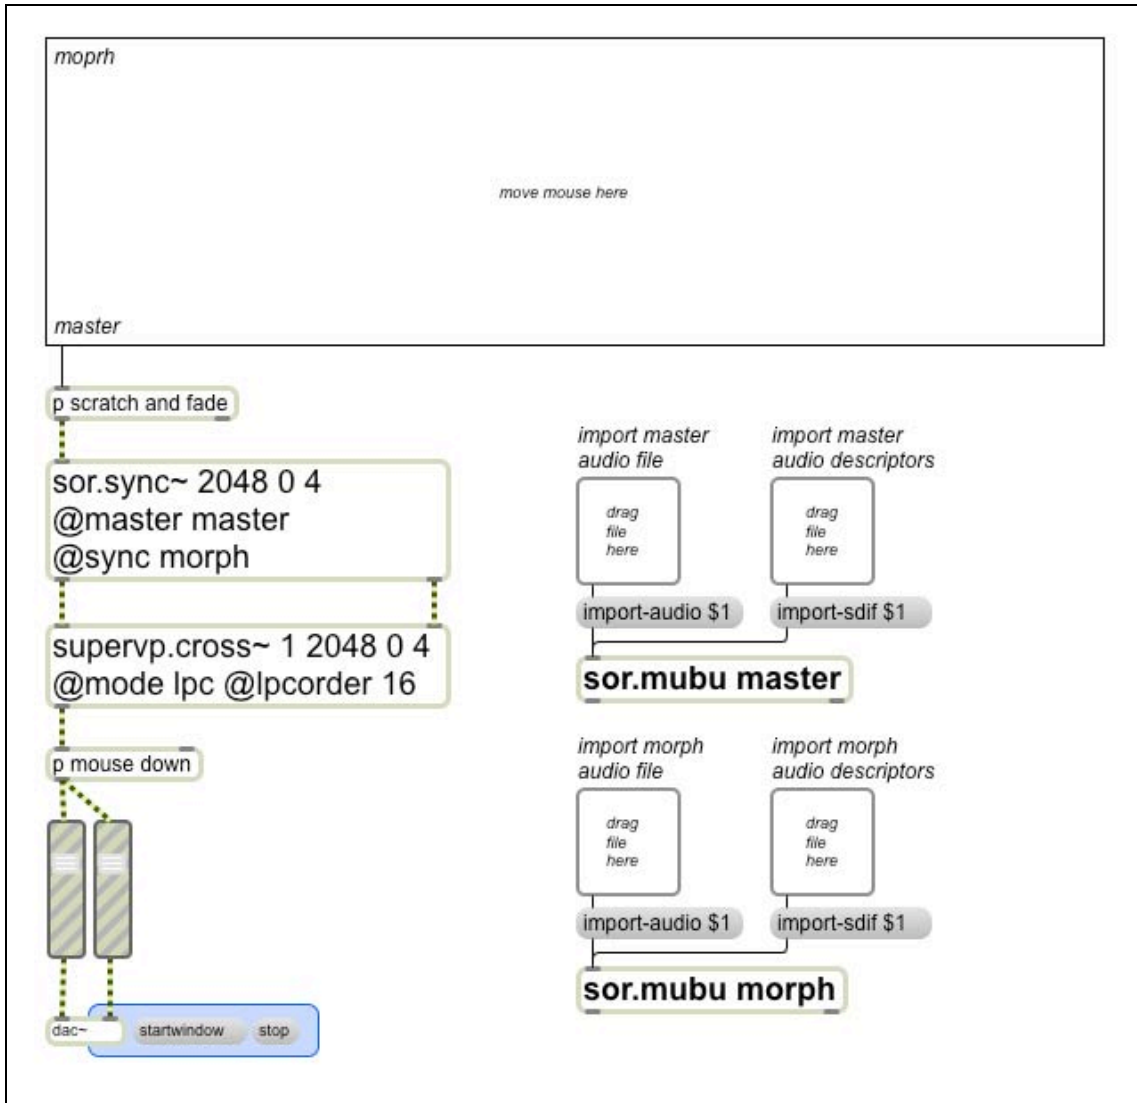 moprh
move mouse here
master
p scratch and fade
sor.sync~ 2048 0 4
@master master
@sync morph
supervp.cross~ 1 2048 0 4
@mode lpc @lpcorder 16
p mouse down
dac~
startwindow
stop
import master
audio file
import master
audio descriptors
drag
file
here
drag
file
here
import-audio $1
import-sdif $1
sor.mubu master
import morph
audio file
import morph
audio descriptors
drag
file
here
drag
file
here
import-audio $1
import-sdif $1
sor.mubu morph